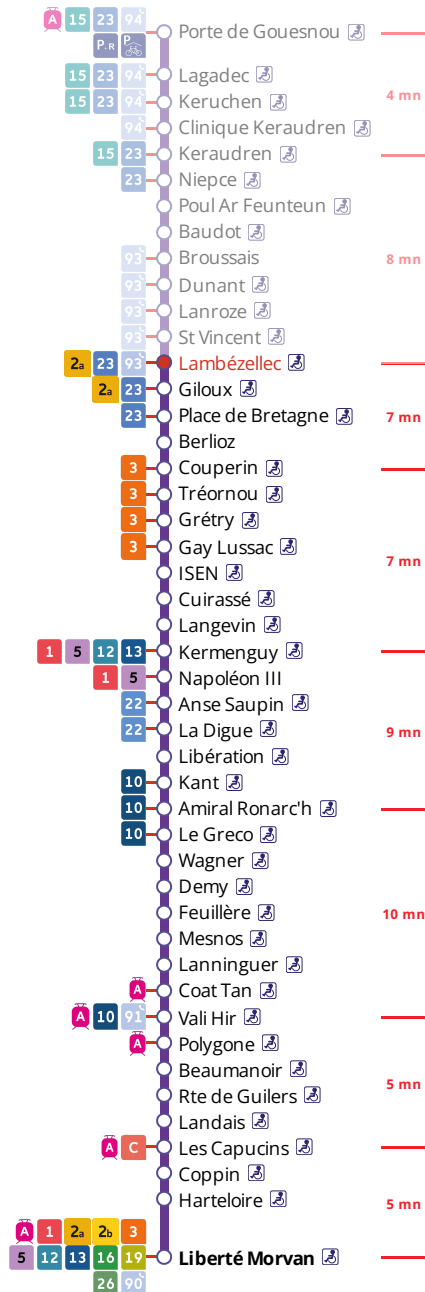 A 15 23 94 Porte de Gouesnou
P+R P
15 23 94 Lagadec
4 mn
15 23 94 Keruchen
94 Clinique Keraudren
15 23 Keraudren
23 Niepce
Poul Ar Feunteun
Baudot
93 Broussais 8 mn
93 Dunant
93 Lanroze
93 St Vincent
2a 23 93 Lambézellec
2a 23 Giloux
23 Place de Bretagne 7 mn
Berlioz
3 Couperin
3 Tréornou
3 Grétry
3 Gay Lussac
7 mn
ISEN
Cuirassé
Langevin
1 5 12 13 Kermenguy
1 5 Napoléon III
22 Anse Saupin
22 La Digue 9 mn
Libération
10 Kant
10 Amiral Ronarc'h
10 Le Greco
Wagner
Demy
Feuillère 10 mn
Mesnos
Lanninguer
A Coat Tan
A 10 91 Vali Hir
A Polygone
Beaumanoir
5 mn
Rte de Guilers
Landais
A C Les Capucins
Coppin
Harteloire 5 mn
A 1 2a 2b 3
5 12 13 16 19 Liberté Morvan
26 90